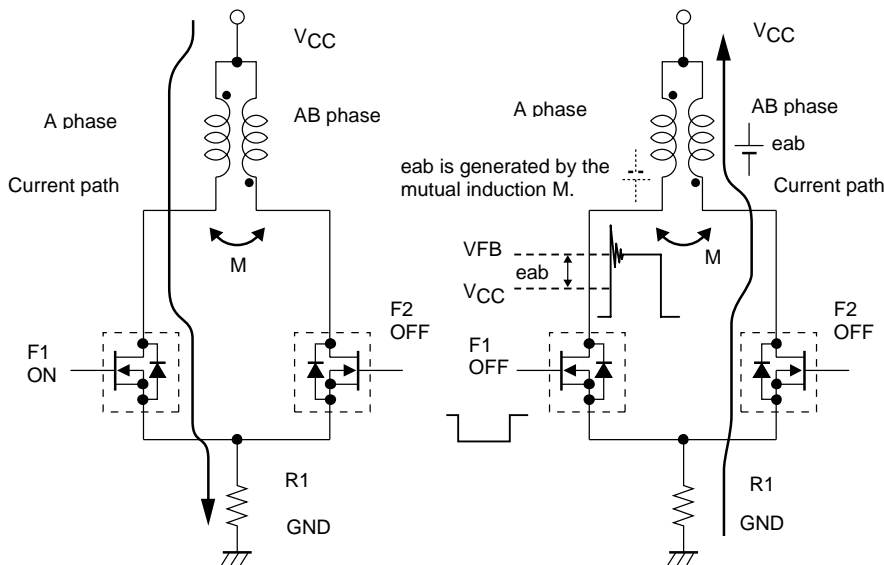 VCC
A phase
AB phase
Current path
M
F1
ON
F2
OFF
R1
GND
VCC
A phase
AB phase
eab
eab is generated by the
mutual induction M.
Current path
M
VFB
eab
VCC
F1
OFF
F2
OFF
R1
GND